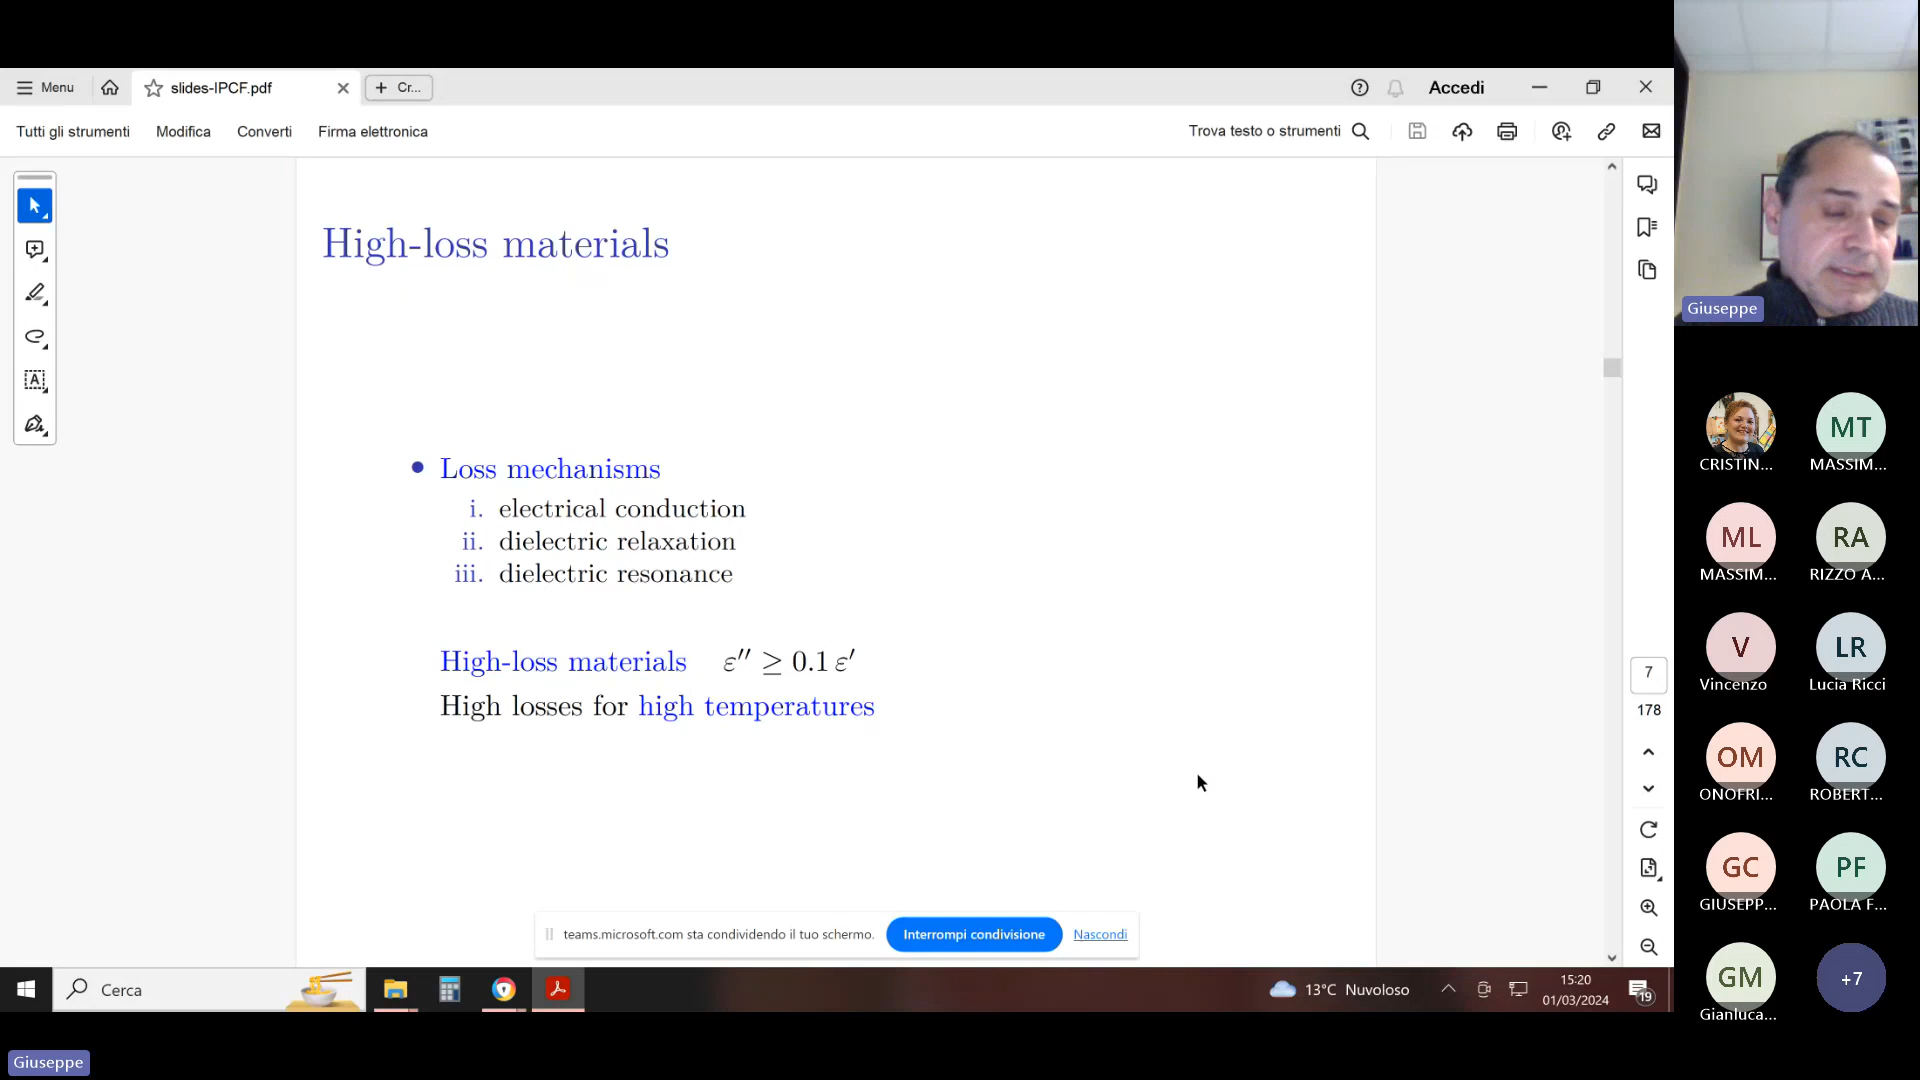 Menu
slides-IPCF.pdf
Cr...
Accedi
Tutti gli strumenti
Modifica
Converti
Firma elettronica
Trova testo o strumenti
High-loss materials
• Loss mechanisms
i. electrical conduction
ii. dielectric relaxation
iii. dielectric resonance
High-loss materials ε′′ ≥ 0.1 ε′
High losses for high temperatures
7
178
teams.microsoft.com sta condividendo il tuo schermo.
Interrompi condivisione
Nascondi
Cerca
13°C Nuvoloso
15:20
01/03/2024
19
Giuseppe
Giuseppe
CRISTIN...
MT
MASSIM...
ML
MASSIM...
RA
RIZZO A...
V
Vincenzo
LR
Lucia Ricci
OM
ONOFRI...
RC
ROBERT...
GC
GIUSEPP...
PF
PAOLA F...
GM
Gianluca...
+7